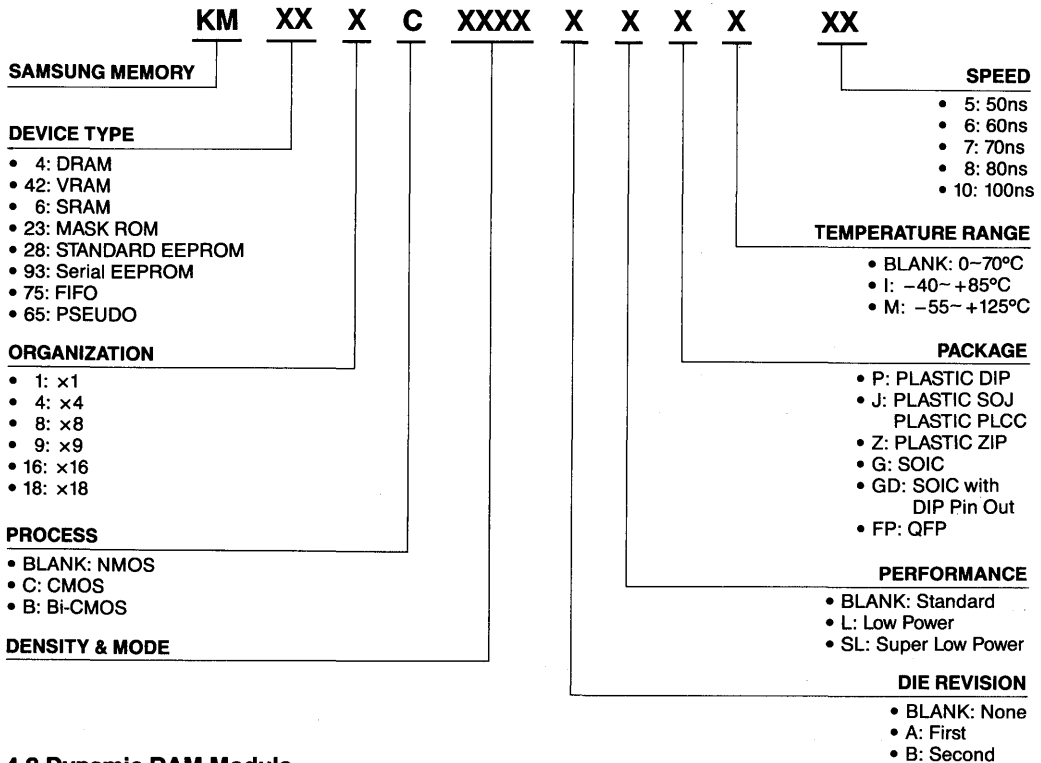 KM XX X C XXXX X X X X XX
SAMSUNG MEMORY
DEVICE TYPE
• 4: DRAM
• 42: VRAM
• 6: SRAM
• 23: MASK ROM
• 28: STANDARD EEPROM
• 93: Serial EEPROM
• 75: FIFO
• 65: PSEUDO
ORGANIZATION
• 1: ×1
• 4: ×4
• 8: ×8
• 9: ×9
• 16: ×16
• 18: ×18
PROCESS
• BLANK: NMOS
• C: CMOS
• B: Bi-CMOS
DENSITY & MODE
SPEED
• 5: 50ns
• 6: 60ns
• 7: 70ns
• 8: 80ns
• 10: 100ns
TEMPERATURE RANGE
• BLANK: 0~70°C
• I: −40~ +85°C
• M: −55~ +125°C
PACKAGE
• P: PLASTIC DIP
• J: PLASTIC SOJ
PLASTIC PLCC
• Z: PLASTIC ZIP
• G: SOIC
• GD: SOIC with
DIP Pin Out
• FP: QFP
PERFORMANCE
• BLANK: Standard
• L: Low Power
• SL: Super Low Power
DIE REVISION
• BLANK: None
• A: First
• B: Second